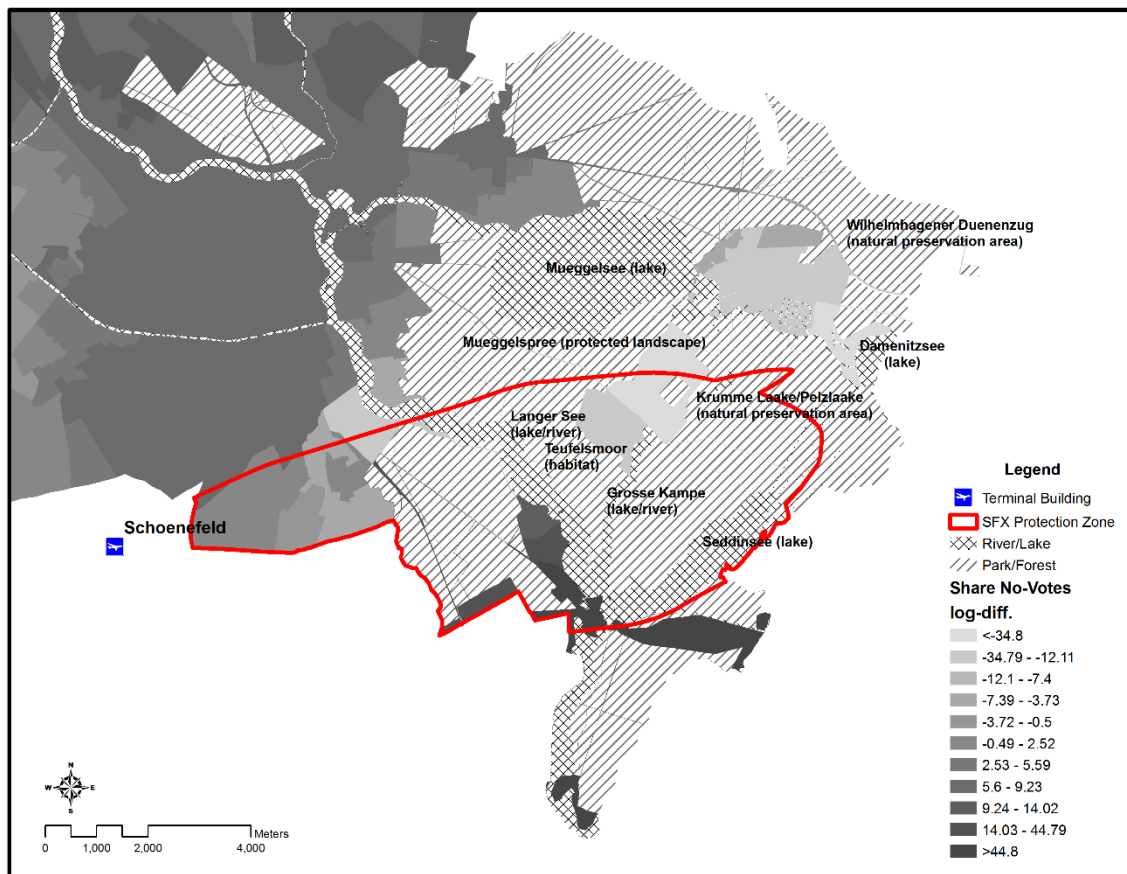 Wilhelmhagener Duenenzug
(natural preservation area)
Mueggelsee (lake)
Mueggelspree (protected landscape)
Damenitzsee
(lake)
Krumme Laake/Pelzlaake
(natural preservation area)
Langer See
(lake/river)
Teufelsmoor
(habitat)
Grosse Kampe
(lake/river)
Seddinsee (lake)
Schoenefeld
Legend
Terminal Building
SFX Protection Zone
River/Lake
Park/Forest
Share No-Votes
log-diff.
<-34.8
-34.79 - -12.11
-12.1 - -7.4
-7.39 - -3.73
-3.72 - -0.5
-0.49 - 2.52
2.53 - 5.59
5.6 - 9.23
9.24 - 14.02
14.03 - 44.79
>44.8
N
W E
S
Meters
0 1,000 2,000 4,000